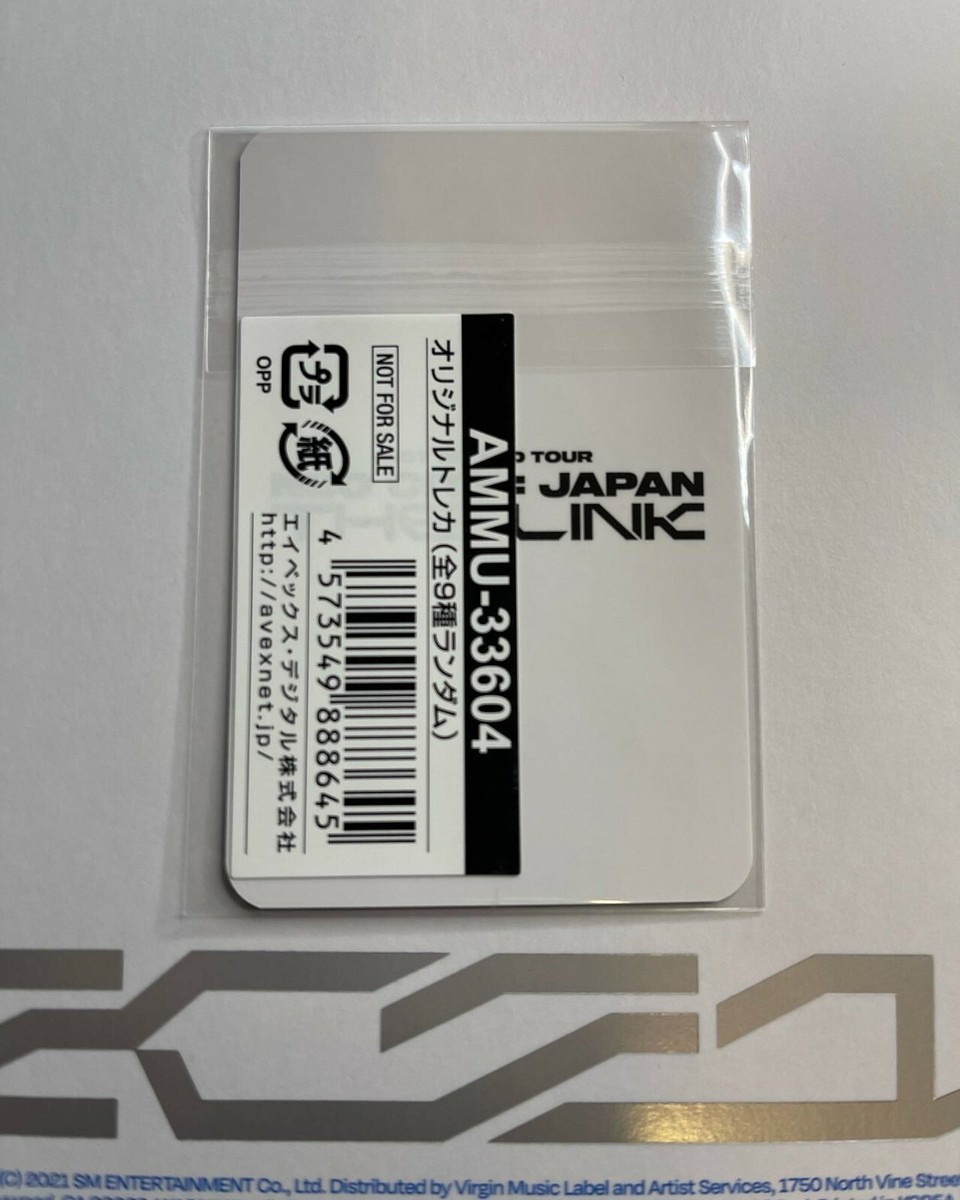 AMMU-33604
オリジナルトレカ (全9種ランダム)
NOT FOR SALE
プラ
紙
OPP
4 573549 888645
エイベックス・デジタル株式会社
http://avexnet.jp/
TOUR
JAPAN
LINK
(C) 2021 SM ENTERTAINMENT Co., Ltd. Distributed by Virgin Music Label and Artist Services, 1750 North Vine Stree